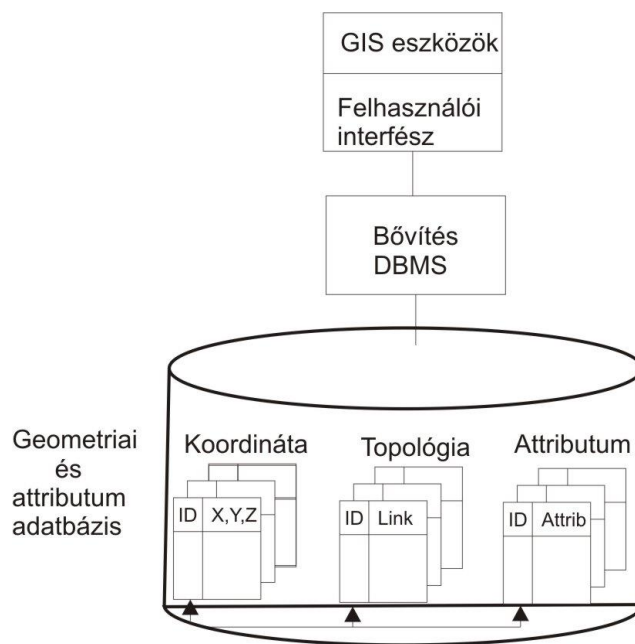 GIS eszközök
Felhasználói
interfész
Bővítés
DBMS
Geometriai
és
attributum
adatbázis
Koordináta
Topológia
Attributum
ID X,Y,Z
ID Link
ID Attrib